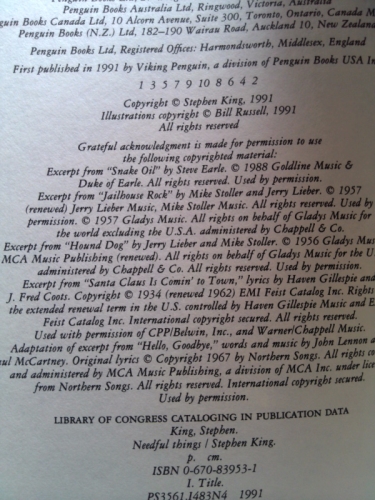 Penguin Books Australia Ltd, Ringwood, Victoria, Australia
guin Books Canada Ltd, 10 Alcorn Avenue, Suite 300, Toronto, Ontario, Canada M
Penguin Books (N.Z.) Ltd, 182–190 Wairau Road, Auckland 10, New Zealand
Penguin Books Ltd, Registered Offices: Harmondsworth, Middlesex, England
First published in 1991 by Viking Penguin, a division of Penguin Books USA In
1 3 5 7 9 10 8 6 4 2
Copyright © Stephen King, 1991
Illustrations copyright © Bill Russell, 1991
All rights reserved
Grateful acknowledgment is made for permission to use
the following copyrighted material:
Excerpt from "Snake Oil" by Steve Earle. © 1988 Goldline Music &
Duke of Earle. All rights reserved. Used by permission.
Excerpt from "Jailhouse Rock" by Mike Stoller and Jerry Lieber. © 1957
(renewed) Jerry Lieber Music, Mike Stoller Music. All rights reserved. Used by
permission. © 1957 Gladys Music. All rights on behalf of Gladys Music for
the world excluding the U.S.A. administered by Chappell & Co.
Excerpt from "Hound Dog" by Jerry Lieber and Mike Stoller. © 1956 Gladys Mus
MCA Music Publishing (renewed). All rights on behalf of Gladys Music for the U
administered by Chappell & Co. All rights reserved. Used by permission.
Excerpt from "Santa Claus Is Comin' to Town," lyrics by Haven Gillespie and
J. Fred Coots. Copyright © 1934 (renewed 1962) EMI Feist Catalog Inc. Rights
the extended renewal term in the U.S. controlled by Haven Gillespie Music and E
Feist Catalog Inc. International copyright secured. All rights reserved.
Used with permission of CPP/Belwin, Inc., and Warner/Chappell Music.
Adaptation of excerpt from "Hello, Goodbye," words and music by John Lennon a
ul McCartney. Original lyrics © Copyright 1967 by Northern Songs. All rights co
and administered by MCA Music Publishing, a division of MCA Inc. under lice
from Northern Songs. All rights reserved. International copyright secured.
Used by permission.
LIBRARY OF CONGRESS CATALOGING IN PUBLICATION DATA
King, Stephen.
Needful things / Stephen King.
p. cm.
ISBN 0-670-83953-1
I. Title.
PS3561.I483N4 1991